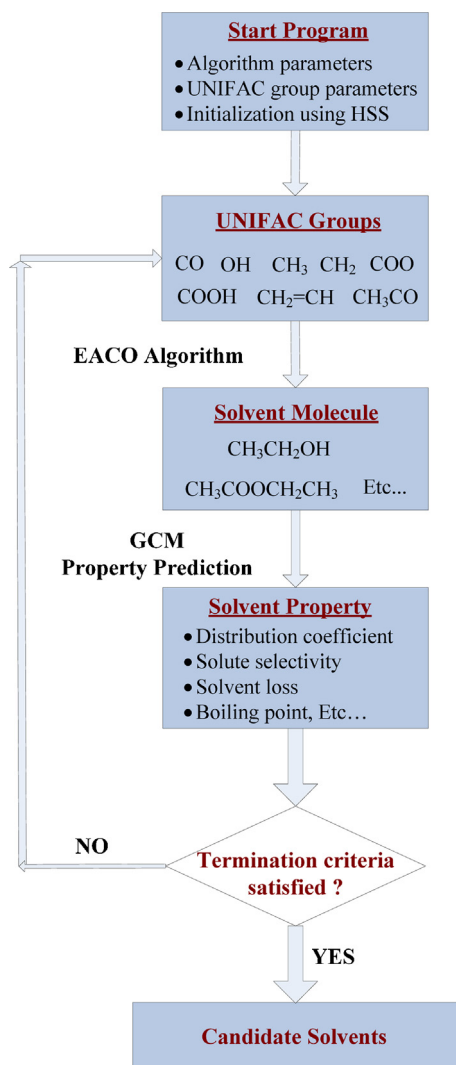 Start Program
• Algorithm parameters
• UNIFAC group parameters
• Initialization using HSS
UNIFAC Groups
CO OH CH₃ CH₂ COO
COOH CH₂=CH CH₃CO
EACO Algorithm
Solvent Molecule
CH₃CH₂OH
CH₃COOCH₂CH₃ Etc...
GCM
Property Prediction
Solvent Property
• Distribution coefficient
• Solute selectivity
• Solvent loss
• Boiling point, Etc…
NO
Termination criteria
satisfied ?
YES
Candidate Solvents